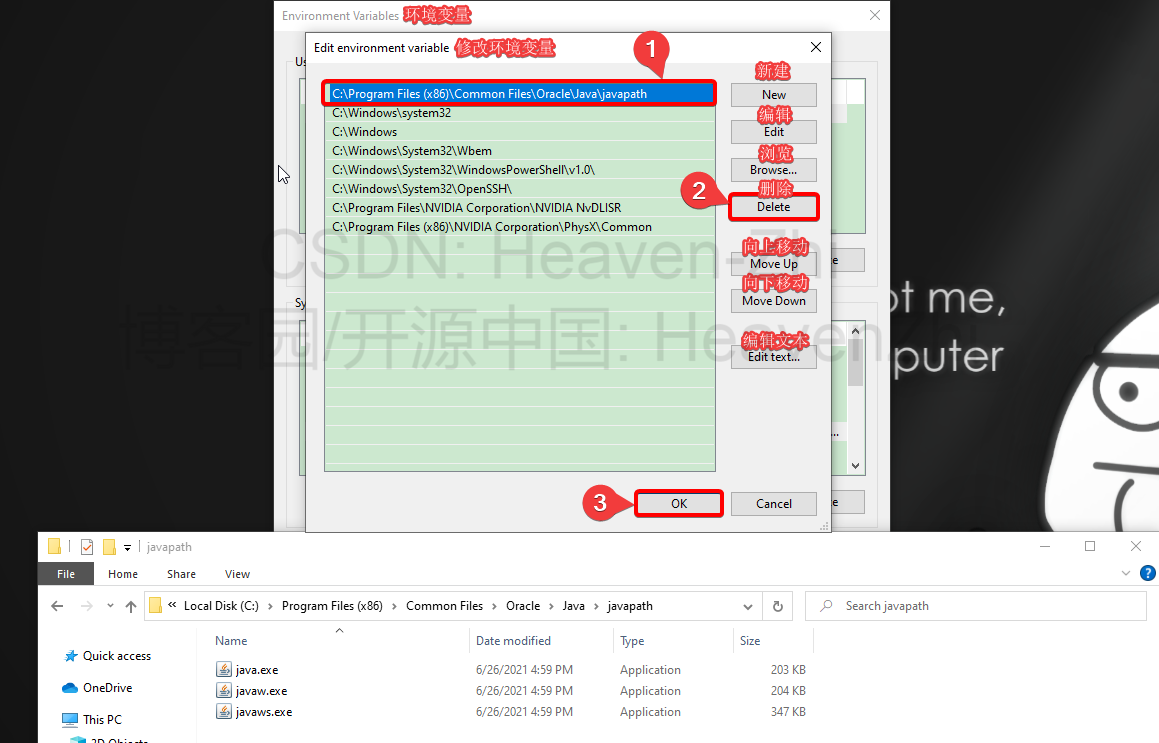 Environment Variables 环境变量
Edit environment variable 修改环境变量
1
Us
C:\Program Files (x86)\Common Files\Oracle\Java\javapath
C:\Windows\system32
C:\Windows
C:\Windows\System32\Wbem
C:\Windows\System32\WindowsPowerShell\v1.0\
C:\Windows\System32\OpenSSH\
C:\Program Files\NVIDIA Corporation\NVIDIA NvDLISR
C:\Program Files (x86)\NVIDIA Corporation\PhysX\Common
新建
New
编辑
Edit
浏览
Browse...
2
删除
Delete
向上移动
Move Up
向下移动
Move Down
编辑文本
Edit text...
e
Sy
...
e
CSDN: Heaven-Zhi
博客园/开源中国: HeavenZhi
ot me,
puter
3
OK
Cancel
javapath
File Home Share View
« Local Disk (C:) › Program Files (x86) › Common Files › Oracle › Java › javapath
Search javapath
Quick access
OneDrive
This PC
3D Objects
Name Date modified Type Size
java.exe 6/26/2021 4:59 PM Application 203 KB
javaw.exe 6/26/2021 4:59 PM Application 204 KB
javaws.exe 6/26/2021 4:59 PM Application 347 KB